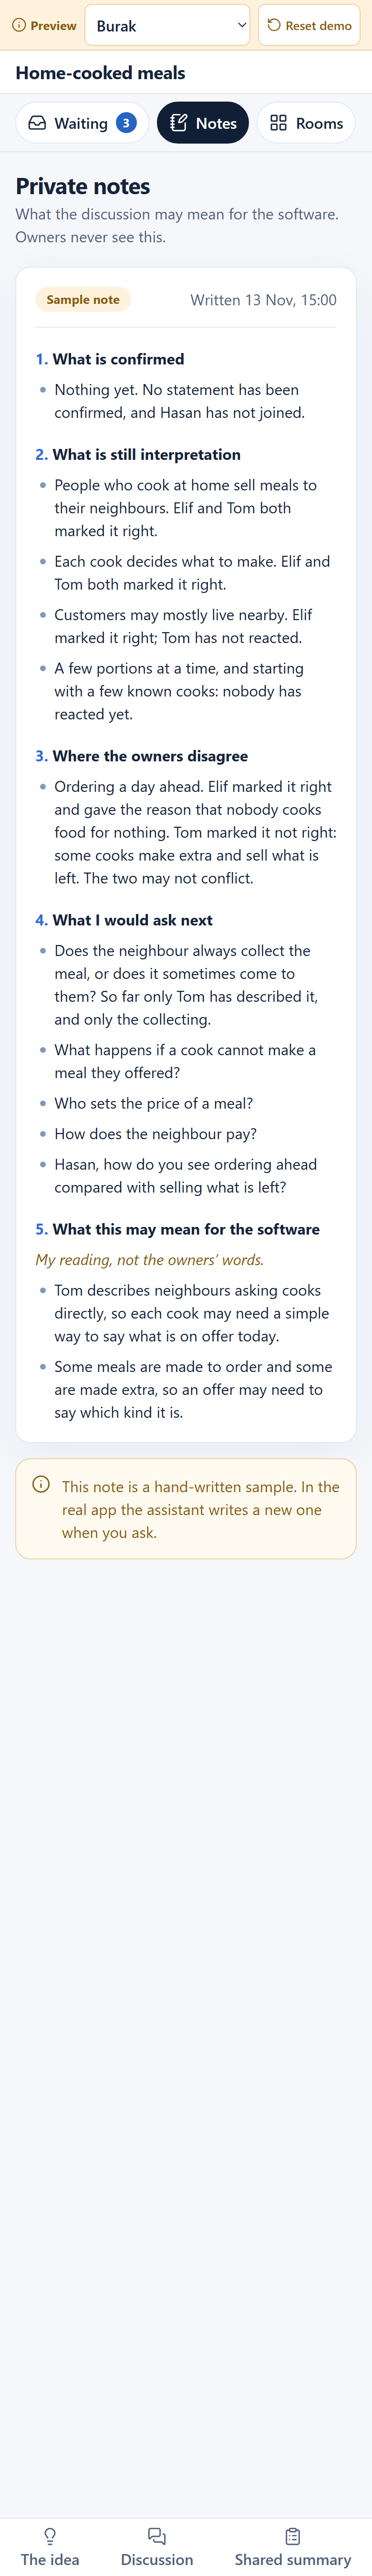 Preview
Burak
Reset demo
Home-cooked meals
Waiting 3
Notes
Rooms
Private notes
What the discussion may mean for the software.
Owners never see this.
Sample note
Written 13 Nov, 15:00
1. What is confirmed
Nothing yet. No statement has been
confirmed, and Hasan has not joined.
2. What is still interpretation
People who cook at home sell meals to
their neighbours. Elif and Tom both
marked it right.
Each cook decides what to make. Elif and
Tom both marked it right.
Customers may mostly live nearby. Elif
marked it right; Tom has not reacted.
A few portions at a time, and starting
with a few known cooks: nobody has
reacted yet.
3. Where the owners disagree
Ordering a day ahead. Elif marked it right
and gave the reason that nobody cooks
food for nothing. Tom marked it not right:
some cooks make extra and sell what is
left. The two may not conflict.
4. What I would ask next
Does the neighbour always collect the
meal, or does it sometimes come to
them? So far only Tom has described it,
and only the collecting.
What happens if a cook cannot make a
meal they offered?
Who sets the price of a meal?
How does the neighbour pay?
Hasan, how do you see ordering ahead
compared with selling what is left?
5. What this may mean for the software
My reading, not the owners’ words.
Tom describes neighbours asking cooks
directly, so each cook may need a simple
way to say what is on offer today.
Some meals are made to order and some
are made extra, so an offer may need to
say which kind it is.
This note is a hand-written sample. In the
real app the assistant writes a new one
when you ask.
The idea
Discussion
Shared summary